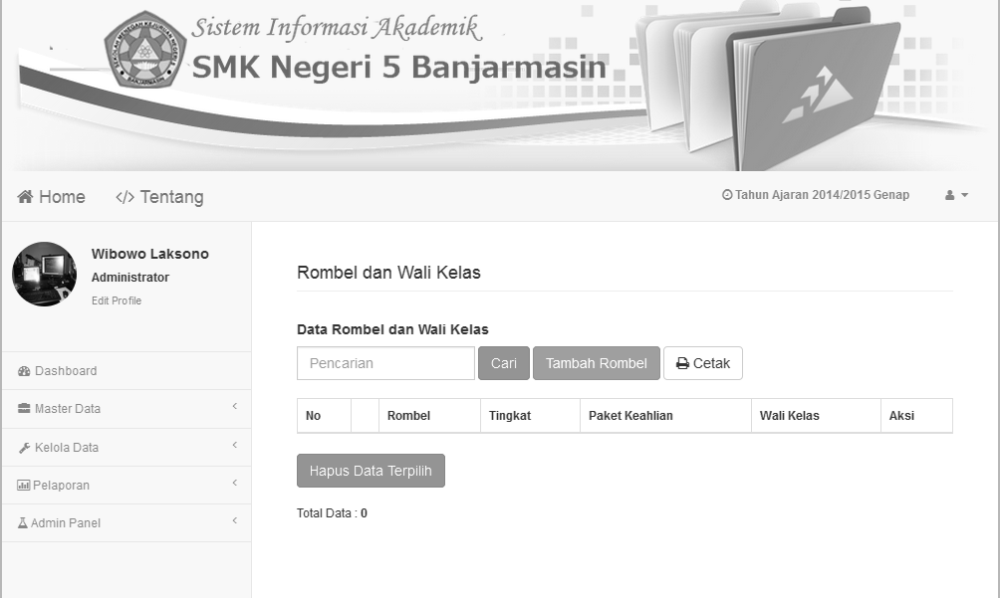 Sistem Informasi Akademik
SMK Negeri 5 Banjarmasin
Home
</> Tentang
Tahun Ajaran 2014/2015 Genap
Wibowo Laksono
Administrator
Edit Profile
Dashboard
Master Data
Kelola Data
Pelaporan
Admin Panel
Rombel dan Wali Kelas
Data Rombel dan Wali Kelas
Pencarian Cari Tambah Rombel Cetak
No Rombel Tingkat Paket Keahlian Wali Kelas Aksi
Hapus Data Terpilih
Total Data : 0